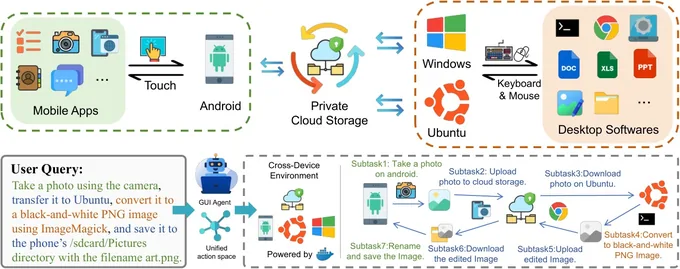 Mobile Apps
Touch
Android
Private
Cloud Storage
Windows
Ubuntu
Keyboard
& Mouse
DOC
XLS
PPT
Desktop Softwares
User Query:
Take a photo using the camera,
transfer it to Ubuntu, convert it to
a black-and-white PNG image
using ImageMagick, and save it to
the phone's /sdcard/Pictures
directory with the filename art.png.
GUI Agent
Unified
action space
Cross-Device
Environment
Powered by
Subtask1: Take a photo
on android.
Subtask2: Upload
photo to cloud storage.
Subtask3:Download
photo on Ubuntu.
Subtask4:Convert
to black-and-white
PNG Image.
Subtask5:Upload
edited Image.
Subtask6:Download
the edited Image.
Subtask7:Rename
and save the Image.